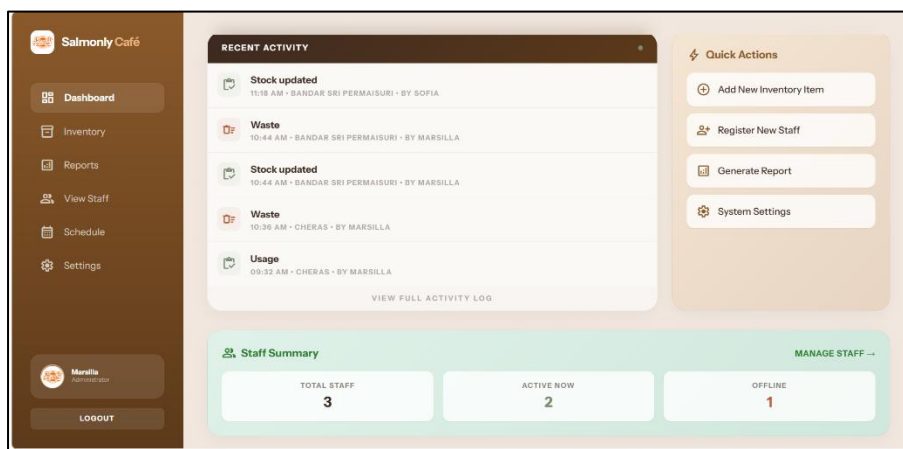 Salmonly Café
Dashboard
Inventory
Reports
View Staff
Schedule
Settings
Marsilla
Administrator
LOGOUT
RECENT ACTIVITY
Stock updated
11:18 AM • BANDAR SRI PERMAISURI • BY SOFIA
Waste
10:44 AM • BANDAR SRI PERMAISURI • BY MARSILLA
Stock updated
10:44 AM • BANDAR SRI PERMAISURI • BY MARSILLA
Waste
10:36 AM • CHERAS • BY MARSILLA
Usage
09:32 AM • CHERAS • BY MARSILLA
VIEW FULL ACTIVITY LOG
Quick Actions
Add New Inventory Item
Register New Staff
Generate Report
System Settings
Staff Summary
MANAGE STAFF →
TOTAL STAFF
3
ACTIVE NOW
2
OFFLINE
1